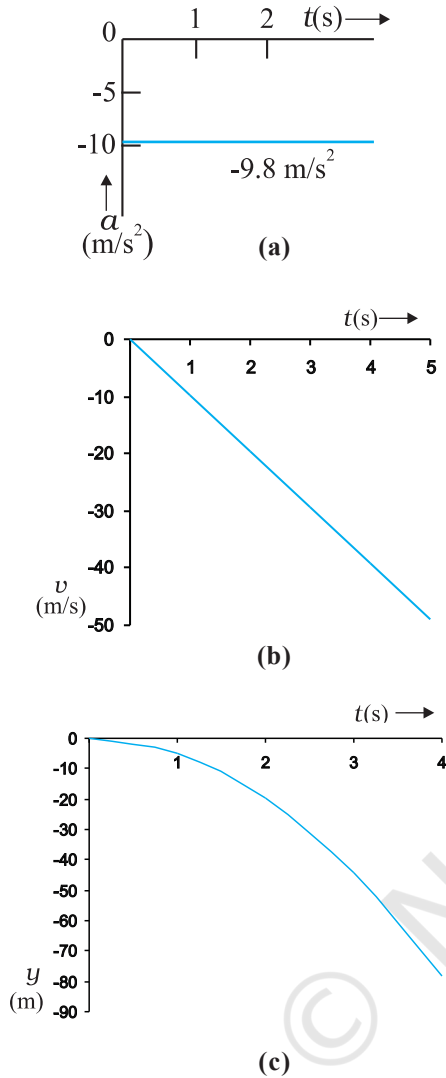 0 1 2 t(s)
-5
-10
-9.8 m/s²
a
(m/s²)
(a)
t(s)
0
1 2 3 4 5
-10
-20
-30
-40
v
(m/s)
-50
(b)
t(s)
0
1 2 3 4
-10
-20
-30
-40
-50
-60
-70
-80
y
(m)
-90
© N
(c)